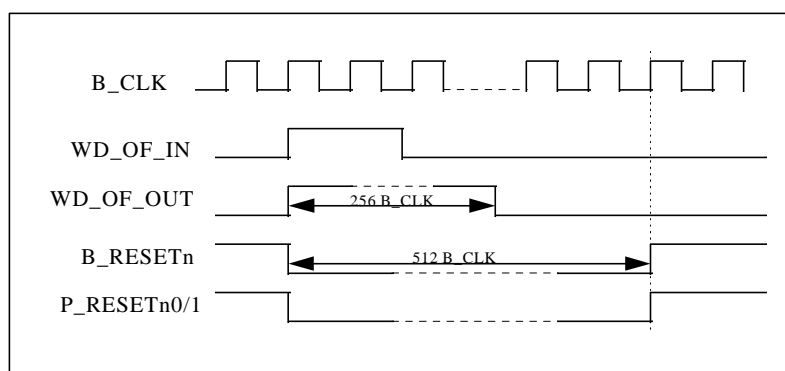 B_CLK
WD_OF_IN
WD_OF_OUT
256 B_CLK
B_RESETn
512 B_CLK
P_RESETn0/1